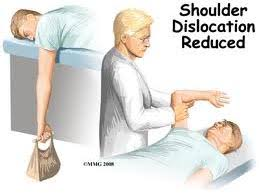 Shoulder
Dislocation
Reduced
©MMG 2008